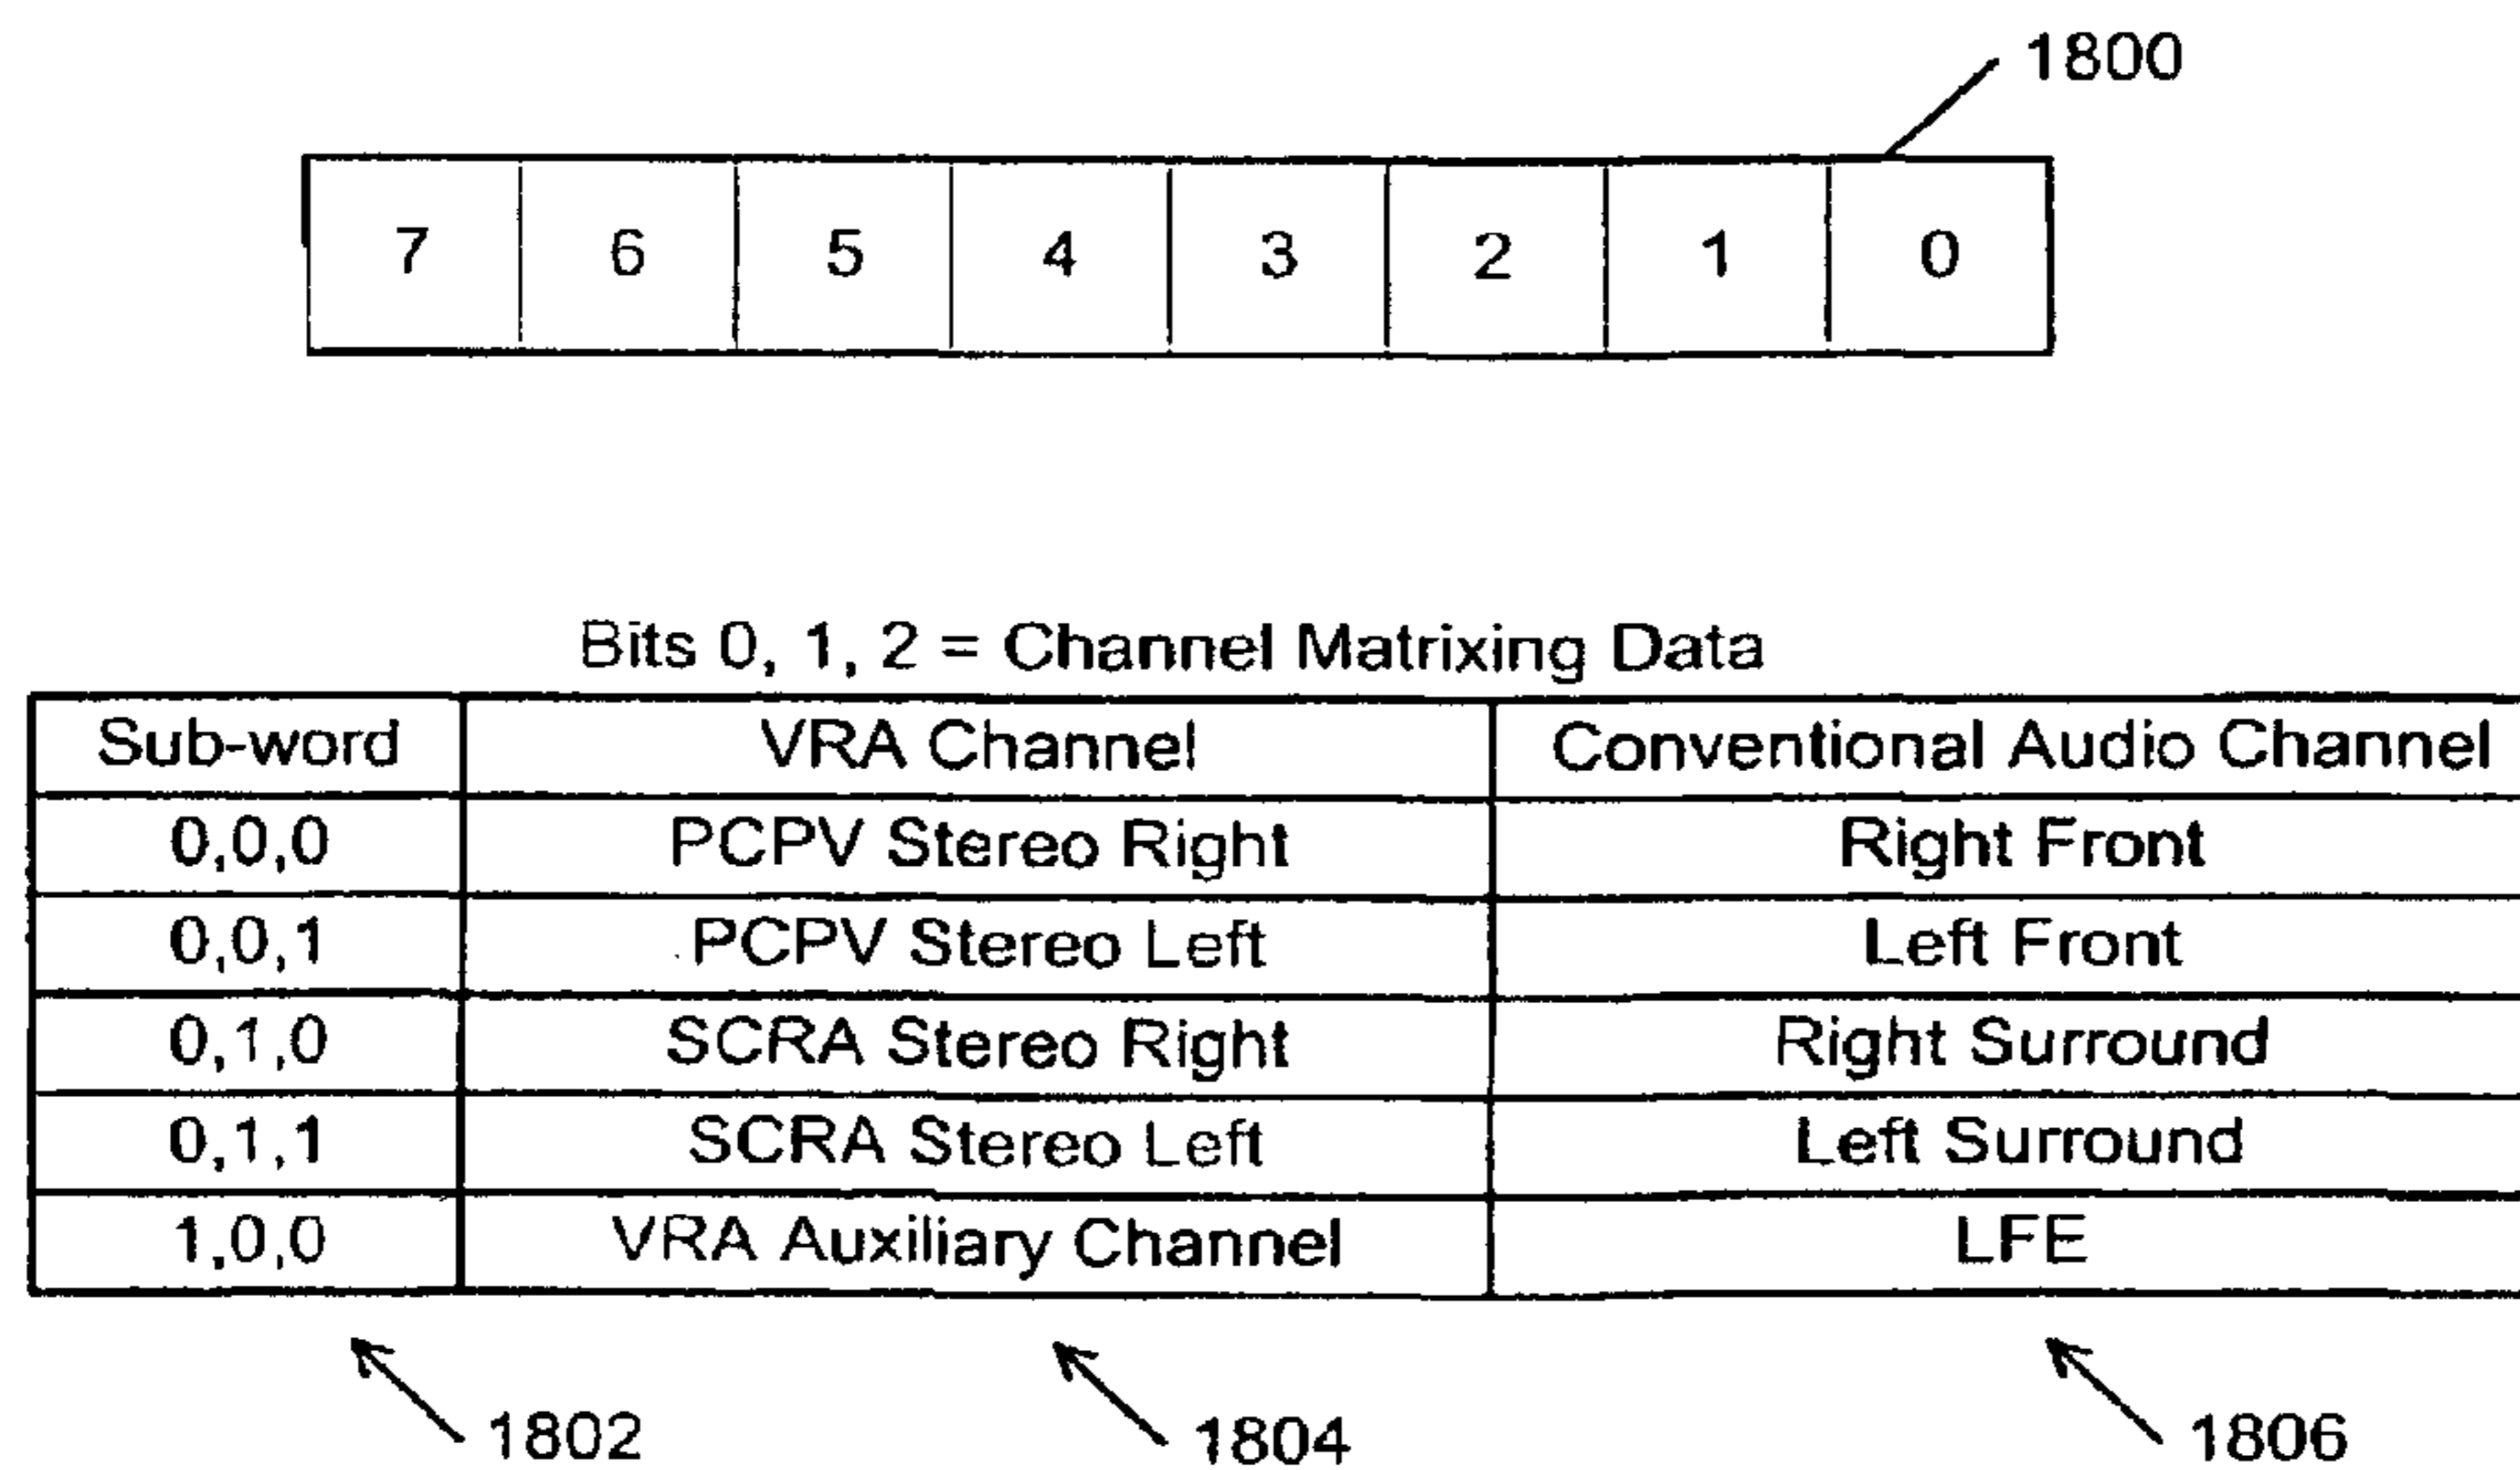 1800
7 6 5 4 3 2 1 0
Bits 0, 1, 2 = Channel Matrixing Data
Sub-word VRA Channel Conventional Audio Channel
0,0,0 PCPV Stereo Right Right Front
0,0,1 PCPV Stereo Left Left Front
0,1,0 SCRA Stereo Right Right Surround
0,1,1 SCRA Stereo Left Left Surround
1,0,0 VRA Auxiliary Channel LFE
1802 1804 1806